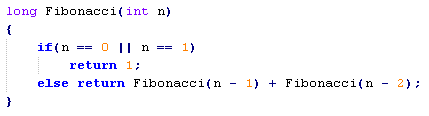 long Fibonacci(int n)
{
    if(n == 0 || n == 1)
        return 1;
    else return Fibonacci(n - 1) + Fibonacci(n - 2);
}